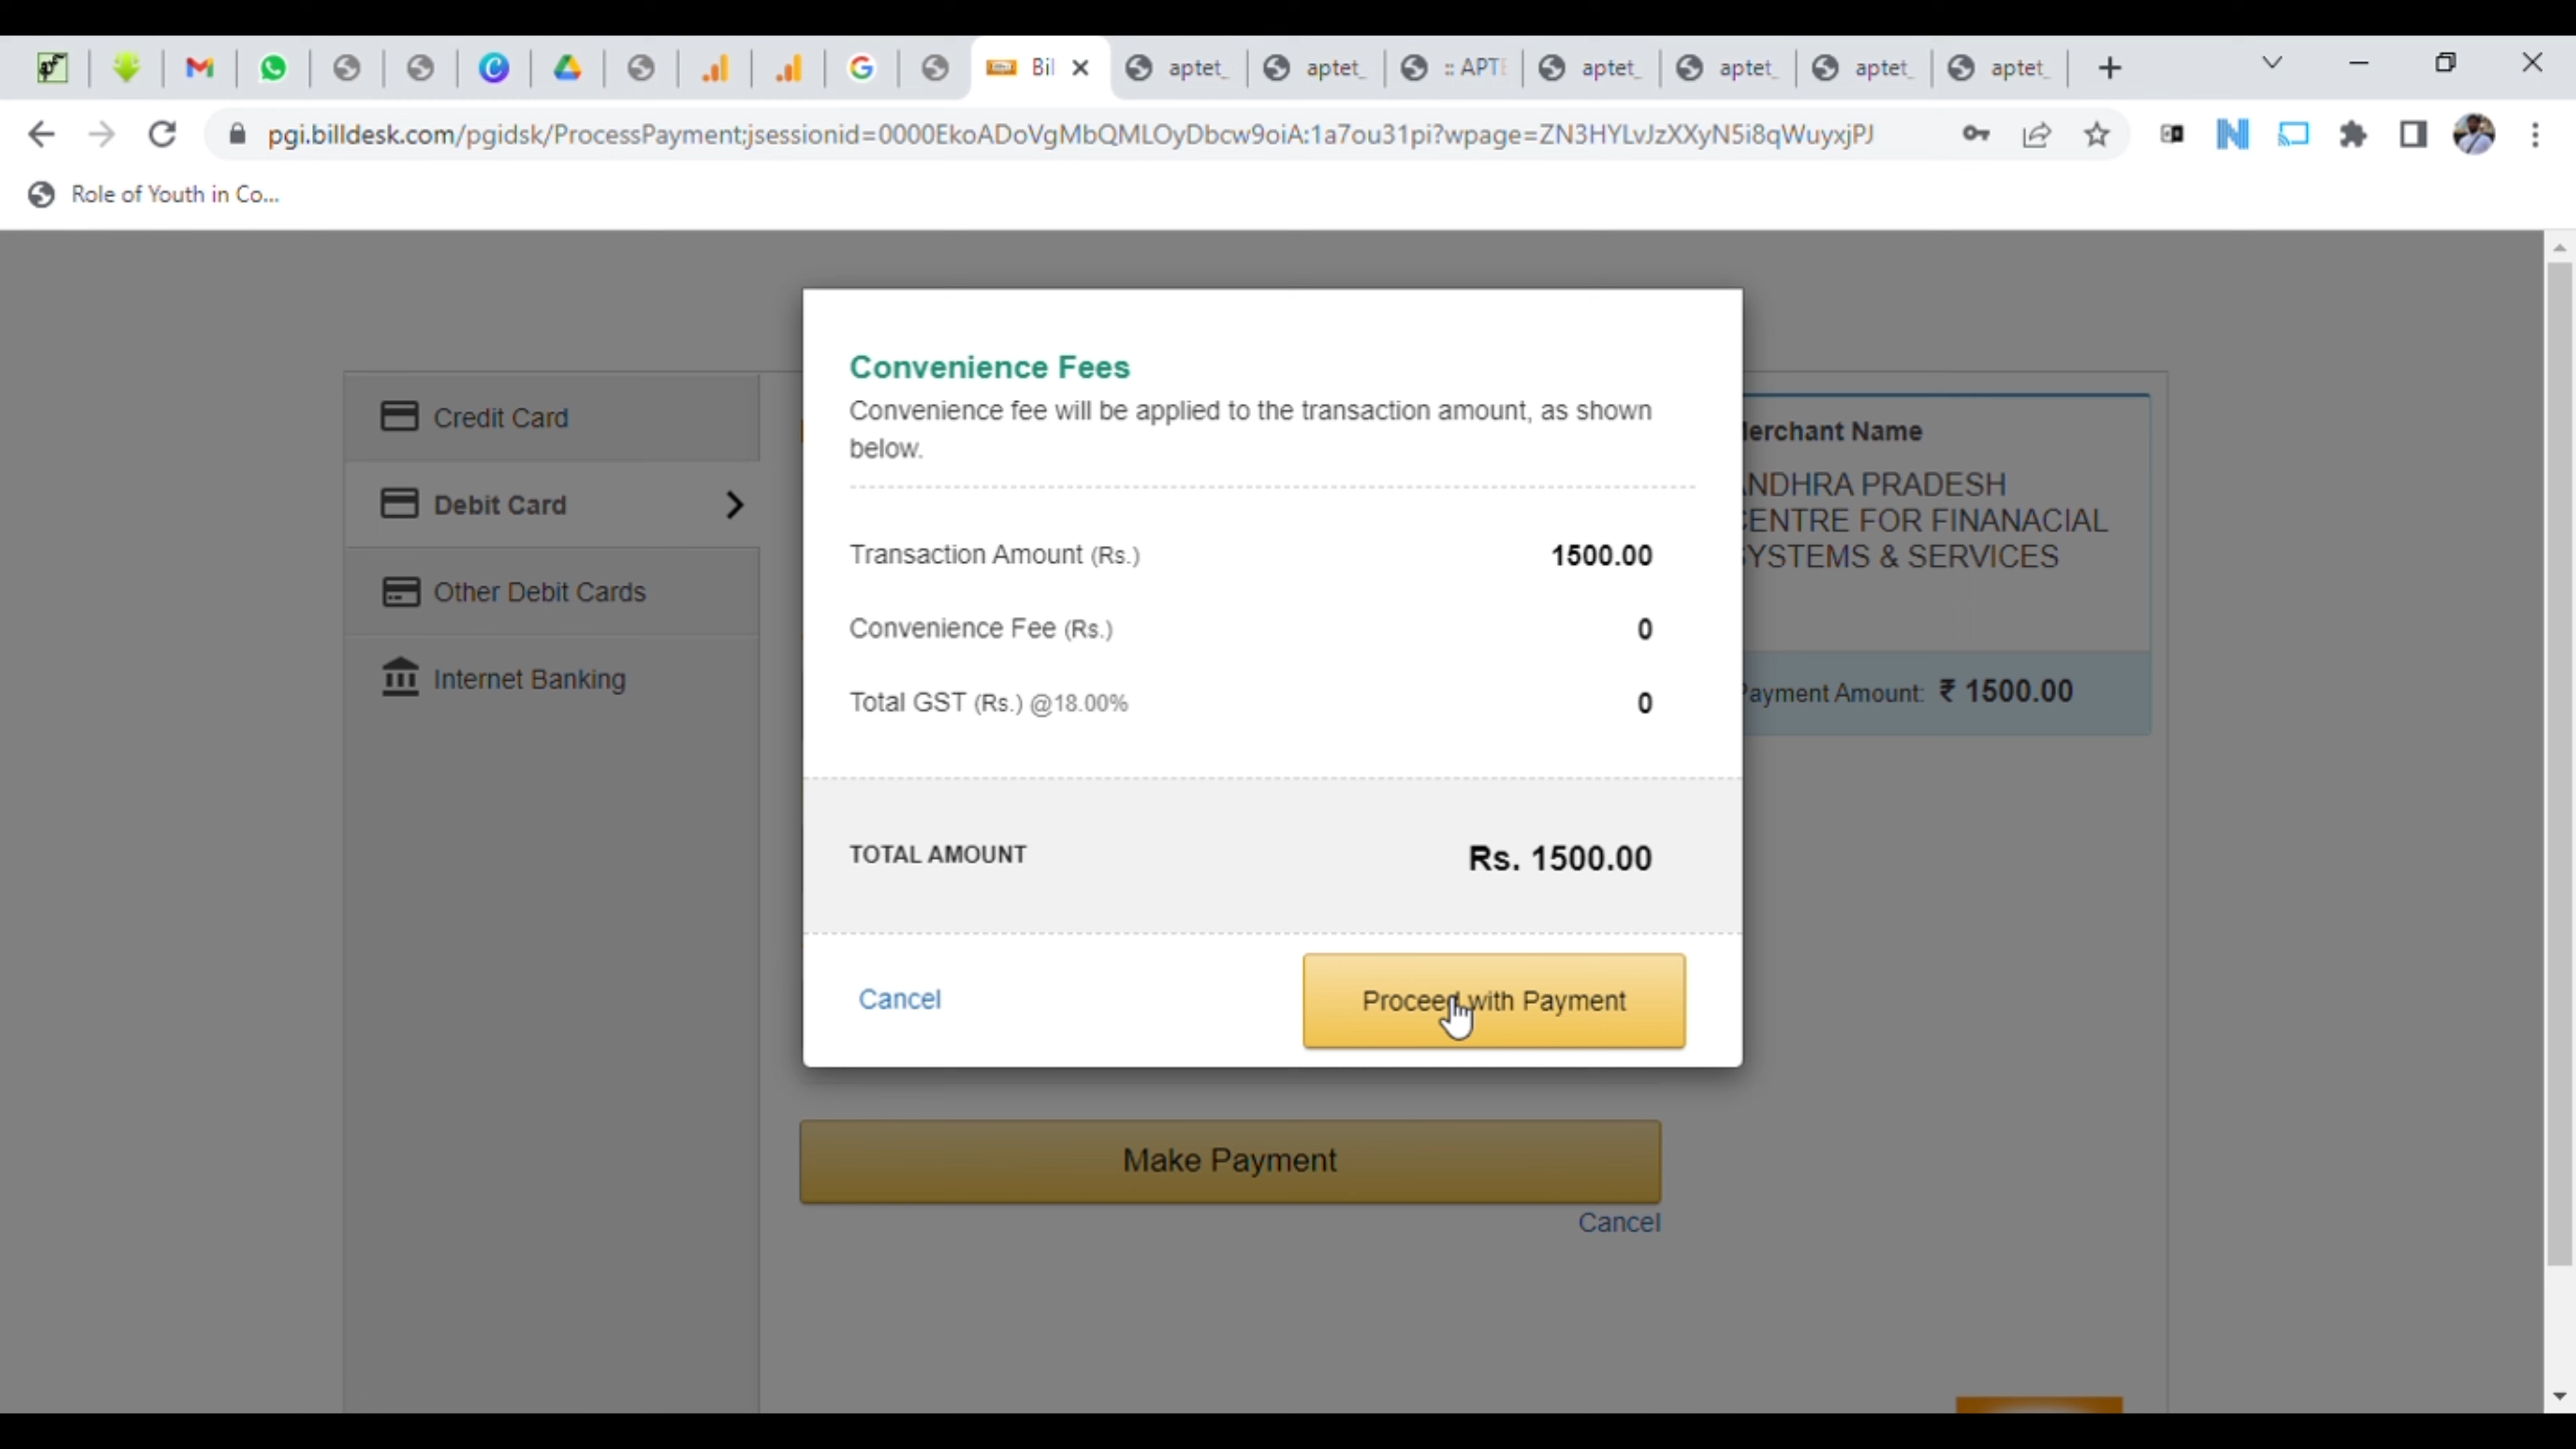 Bil
aptet_
aptet_
:: APTE
aptet_
aptet_
aptet_
aptet_
pgi.billdesk.com/pgidsk/ProcessPayment;jsessionid=0000EkoADoVgMbQMLOyDbcw9oiA:1a7ou31pi?wpage=ZN3HYLvJzXXyN5i8qWuyxjPJ
Role of Youth in Co...
Credit Card
Debit Card
Other Debit Cards
Internet Banking
Convenience Fees
Convenience fee will be applied to the transaction amount, as shown
below.
Transaction Amount (Rs.) 1500.00
Convenience Fee (Rs.) 0
Total GST (Rs.) @18.00% 0
TOTAL AMOUNT Rs. 1500.00
Cancel
Proceed with Payment
erchant Name
NDHRA PRADESH
ENTRE FOR FINANACIAL
YSTEMS & SERVICES
ayment Amount: ₹ 1500.00
Make Payment
Cancel